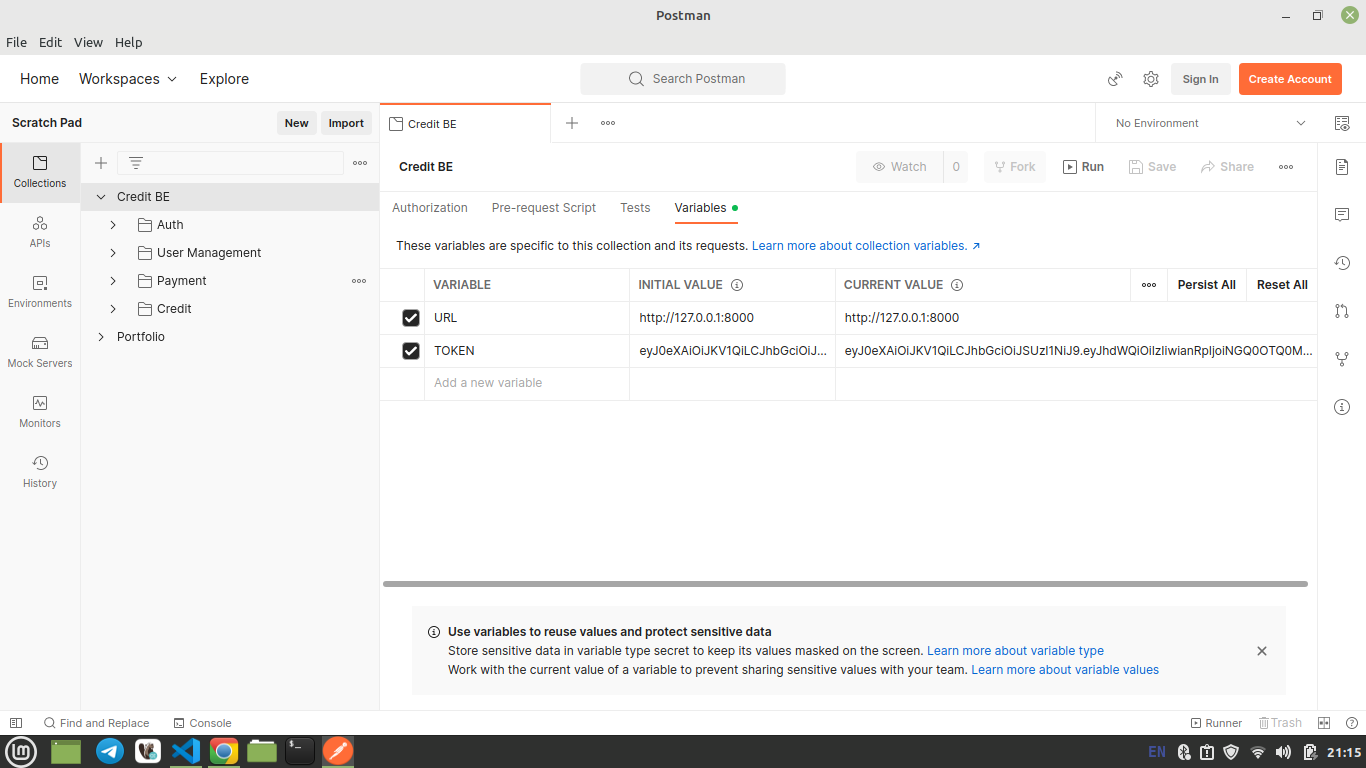 Postman
File Edit View Help
Home Workspaces Explore Search Postman Sign In Create Account
Scratch Pad New Import Credit BE No Environment
Collections
APIs
Environments
Mock Servers
Monitors
History
Credit BE
Auth
User Management
Payment
Credit
Portfolio
Credit BE Watch 0 Fork Run Save Share
Authorization Pre-request Script Tests Variables
These variables are specific to this collection and its requests. Learn more about collection variables.
VARIABLE INITIAL VALUE CURRENT VALUE Persist All Reset All
URL http://127.0.0.1:8000 http://127.0.0.1:8000
TOKEN eyJ0eXAiOiJKV1QiLCJhbGciOiJ... eyJ0eXAiOiJKV1QiLCJhbGciOiJSUzI1NiJ9.eyJhdWQiOiIzIiwianRpIjoiNGQ0OTQ0M...
Add a new variable
Use variables to reuse values and protect sensitive data
Store sensitive data in variable type secret to keep its values masked on the screen. Learn more about variable type
Work with the current value of a variable to prevent sharing sensitive values with your team. Learn more about variable values
Find and Replace Console Runner Trash
EN 21:15